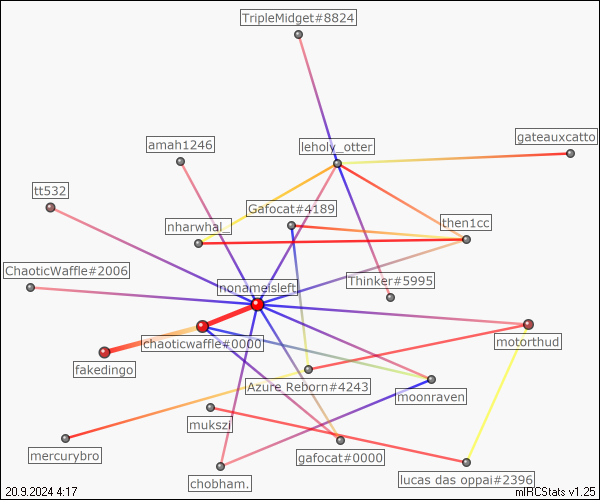 TripleMidget#8824
gateauxcatto
amah1246
leholy_otter
tt532
Gafocat#4189
nharwhal_
then1cc
ChaoticWaffle#2006
Thinker#5995
nonameisleft
chaoticwaffle#0000
motorthud
fakedingo
Azure Reborn#4243
moonraven
mukszi
mercurybro
gafocat#0000
chobham.
lucas das oppai#2396
20.9.2024 4:17
mIRCStats v1.25